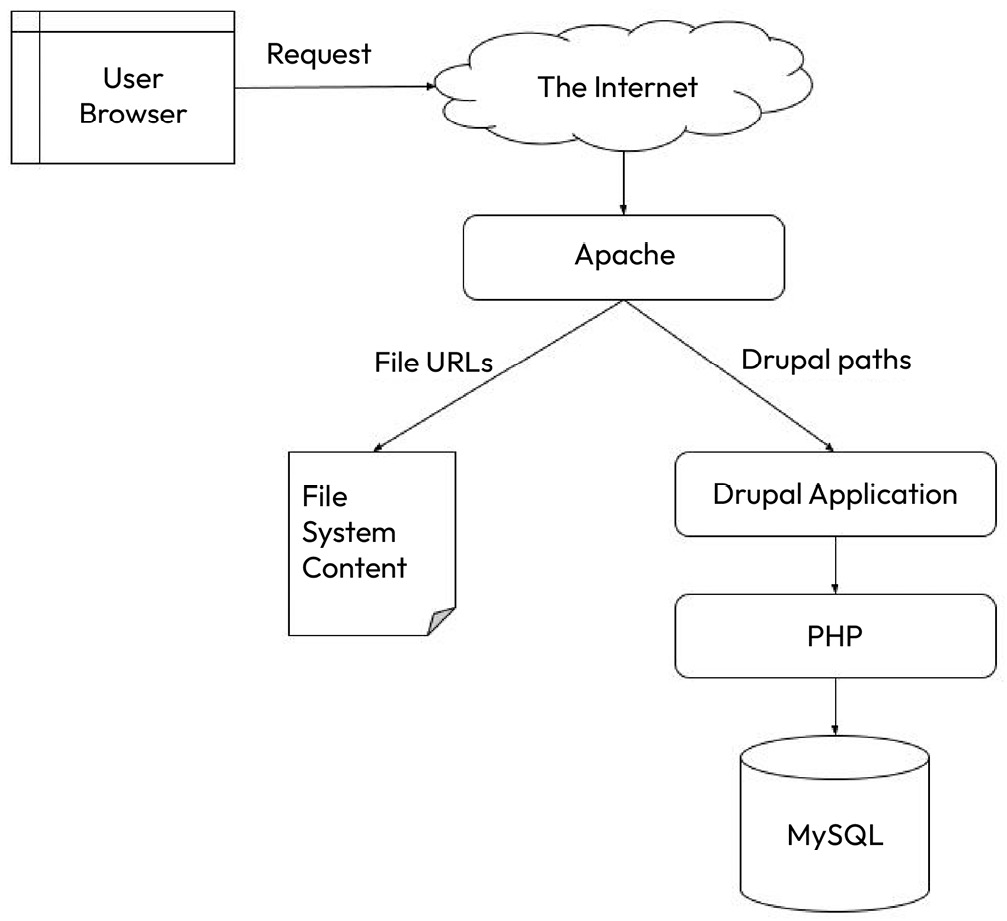 User
Browser
Request
The Internet
Apache
File URLs
Drupal paths
File
System
Content
Drupal Application
PHP
MySQL